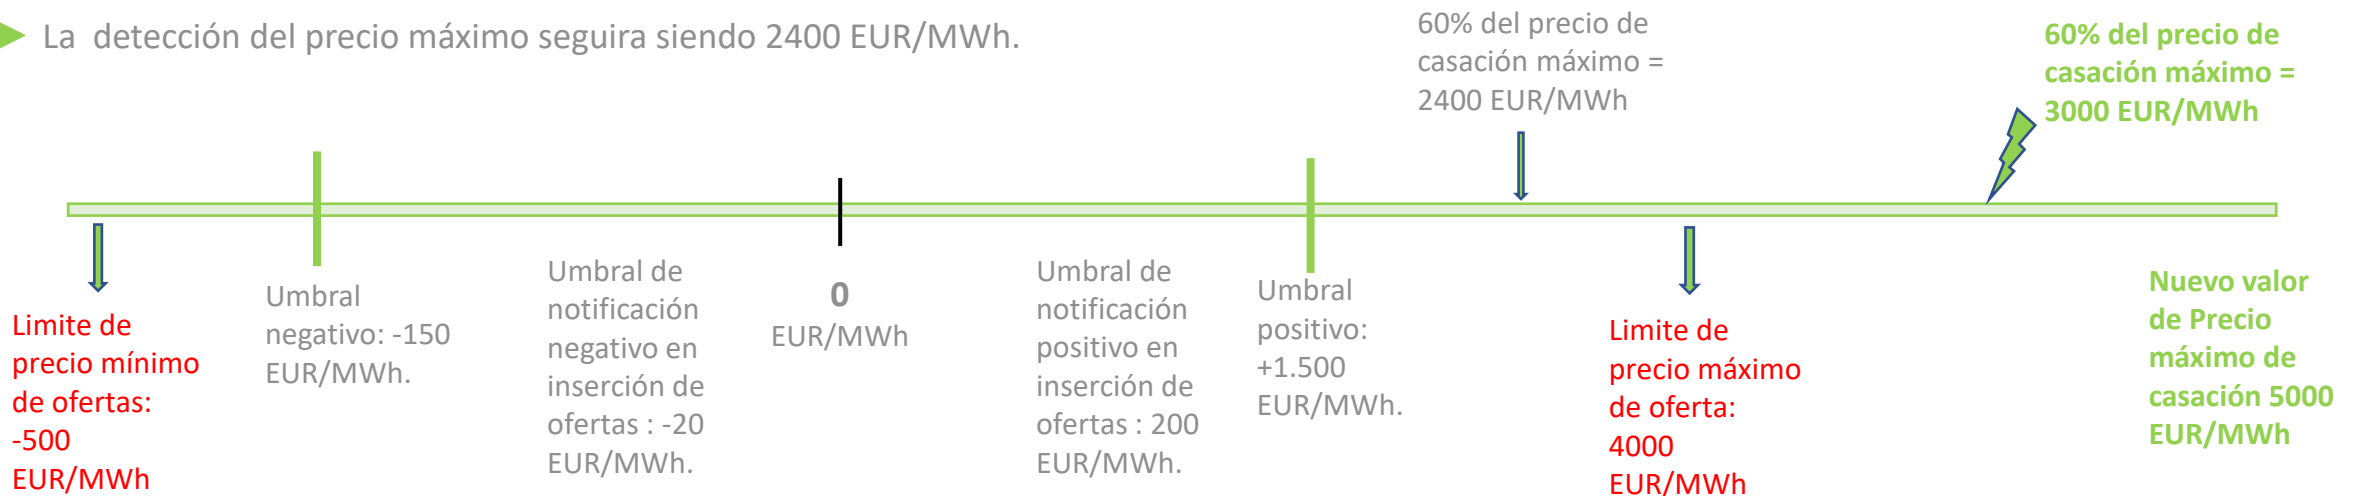 La detección del precio máximo seguira siendo 2400 EUR/MWh.
60% del precio de
casación máximo =
2400 EUR/MWh
60% del precio de
casación máximo =
3000 EUR/MWh
Limite de
precio mínimo
de ofertas:
-500
EUR/MWh
Umbral
negativo: -150
EUR/MWh.
Umbral de
notificación
negativo en
inserción de
ofertas : -20
EUR/MWh.
0
EUR/MWh
Umbral de
notificación
positivo en
inserción de
ofertas : 200
EUR/MWh.
Umbral
positivo:
+1.500
EUR/MWh.
Limite de
precio máximo
de oferta:
4000
EUR/MWh
Nuevo valor
de Precio
máximo de
casación 5000
EUR/MWh